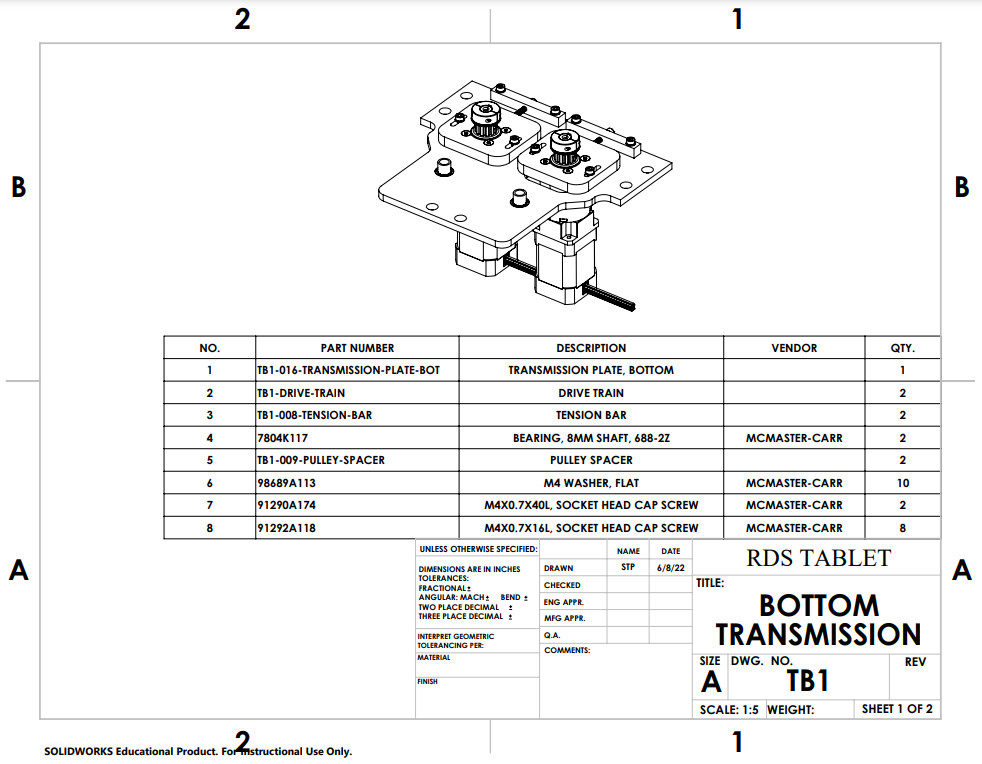 2 1
B B
NO. PART NUMBER DESCRIPTION VENDOR QTY.
1 TB1-016-TRANSMISSION-PLATE-BOT TRANSMISSION PLATE, BOTTOM 1
2 TB1-DRIVE-TRAIN DRIVE TRAIN 2
3 TB1-008-TENSION-BAR TENSION BAR 2
4 7804K117 BEARING, 8MM SHAFT, 688-2Z MCMASTER-CARR 2
5 TB1-009-PULLEY-SPACER PULLEY SPACER 2
6 98689A113 M4 WASHER, FLAT MCMASTER-CARR 10
7 91290A174 M4X0.7X40L, SOCKET HEAD CAP SCREW MCMASTER-CARR 2
8 91292A118 M4X0.7X16L, SOCKET HEAD CAP SCREW MCMASTER-CARR 8
A A
UNLESS OTHERWISE SPECIFIED:
DIMENSIONS ARE IN INCHES
TOLERANCES:
FRACTIONAL±
ANGULAR: MACH± BEND ±
TWO PLACE DECIMAL ±
THREE PLACE DECIMAL ±
INTERPRET GEOMETRIC
TOLERANCING PER:
MATERIAL
FINISH
NAME DATE
DRAWN STP 6/8/22
CHECKED
ENG APPR.
MFG APPR.
Q.A.
COMMENTS:
RDS TABLET
TITLE:
BOTTOM
TRANSMISSION
SIZE DWG. NO. REV
A TB1
SCALE: 1:5 WEIGHT: SHEET 1 OF 2
2 1
SOLIDWORKS Educational Product. For Instructional Use Only.